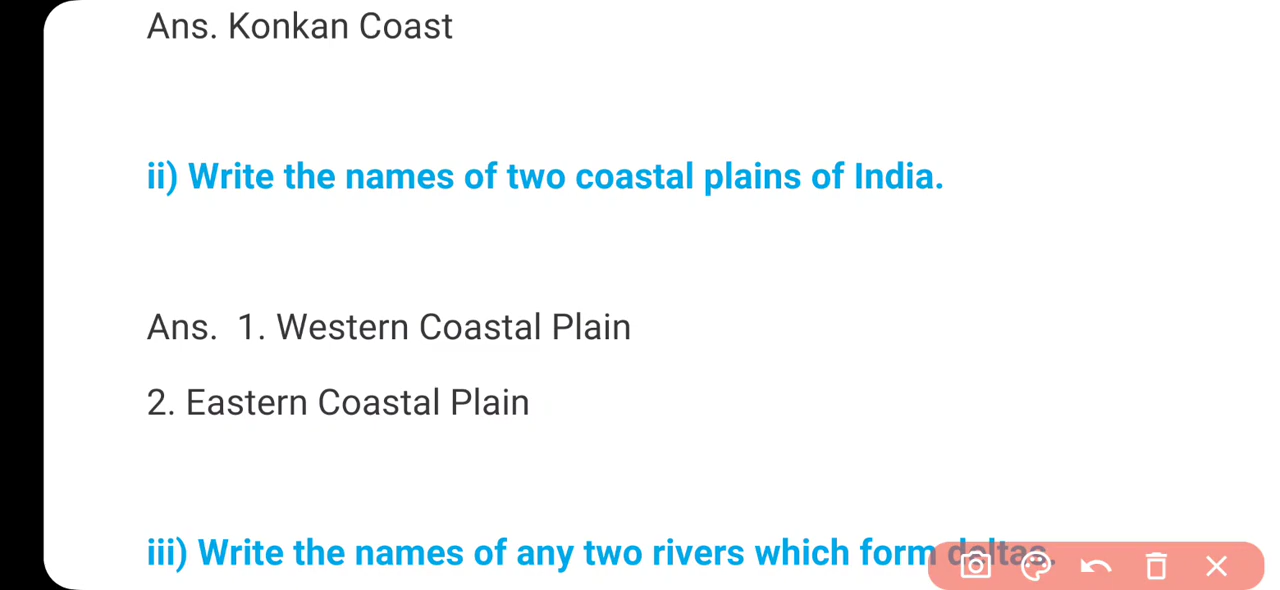 Ans. Konkan Coast
ii) Write the names of two coastal plains of India.
Ans.  1. Western Coastal Plain
2. Eastern Coastal Plain
iii) Write the names of any two rivers which form deltas.